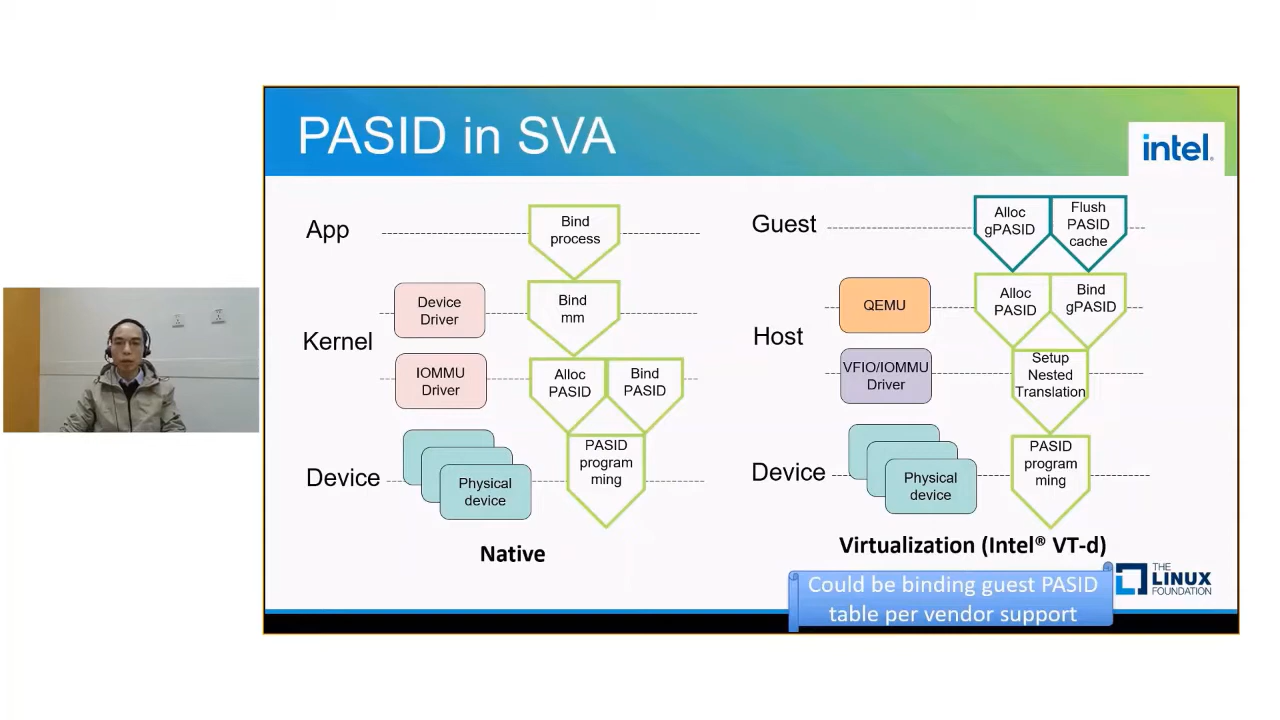 PASID in SVA
intel.
App
Bind
process
Kernel
Device
Driver
Bind
mm
IOMMU
Driver
Alloc
PASID
Bind
PASID
Device
Physical
device
PASID
program
ming
Native
Guest
Alloc
gPASID
Flush
PASID
cache
Host
QEMU
Alloc
PASID
Bind
gPASID
VFIO/IOMMU
Driver
Setup
Nested
Translation
Device
Physical
device
PASID
program
ming
Virtualization (Intel® VT-d)
Could be binding guest PASID
table per vendor support
THE
LINUX
FOUNDATION